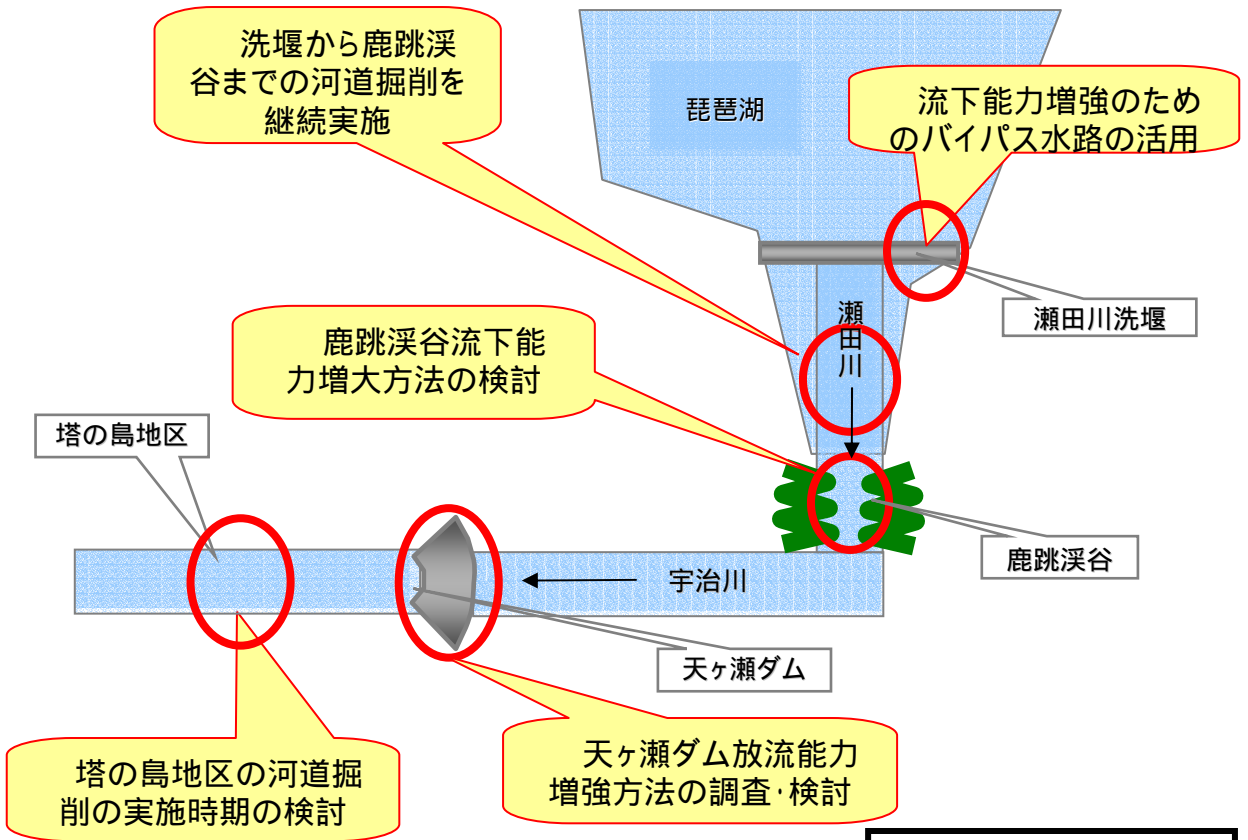 洗堰から鹿跳渓
谷までの河道掘削を
継続実施
琵琶湖
流下能力増強のため
のバイパス水路の活用
瀬田川洗堰
瀬田川
鹿跳渓谷流下能
力増大方法の検討
塔の島地区
鹿跳渓谷
宇治川
天ヶ瀬ダム
塔の島地区の河道掘
削の実施時期の検討
天ヶ瀬ダム放流能力
増強方法の調査・検討